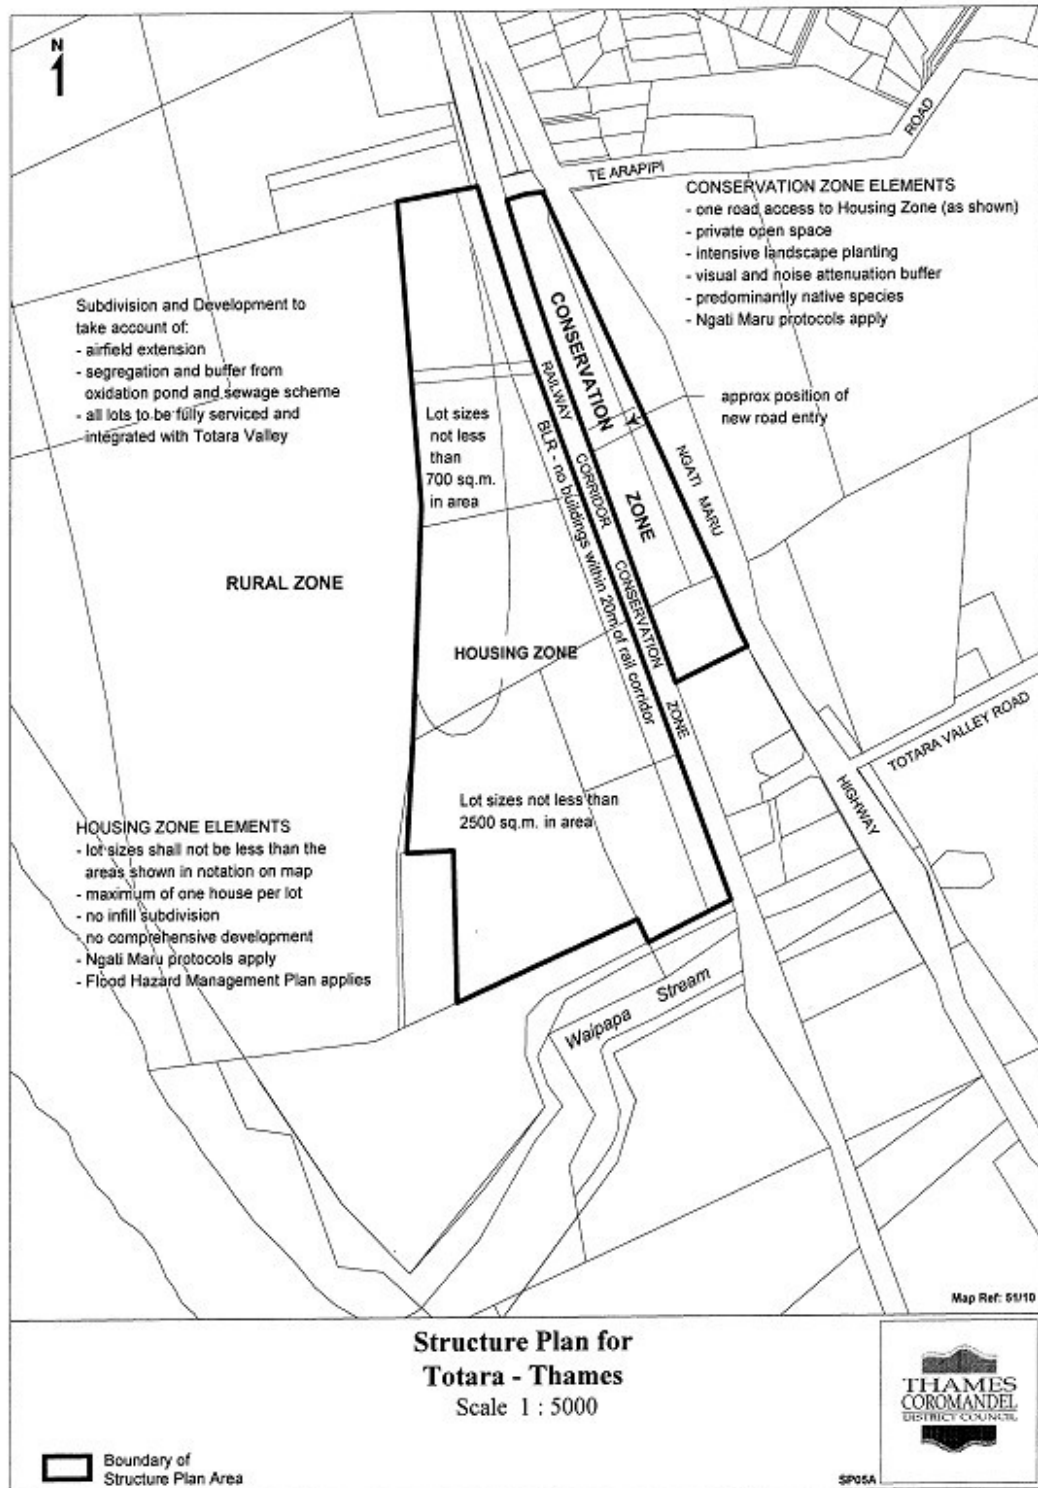 N
TE ARAPIPI
ROAD
CONSERVATION ZONE ELEMENTS
- one road access to Housing Zone (as shown)
- private open space
- intensive landscape planting
- visual and noise attenuation buffer
- predominantly native species
- Ngati Maru protocols apply
Subdivision and Development to
take account of:
- airfield extension
- segregation and buffer from
oxidation pond and sewage scheme
- all lots to be fully serviced and
integrated with Totara Valley
CONSERVATION
ZONE
RAILWAY CORRIDOR CONSERVATION ZONE
BLR - no buildings within 20m of rail corridor
approx position of
new road entry
Lot sizes
not less
than
700 sq.m.
in area
NGATI MARU
HIGHWAY
RURAL ZONE
HOUSING ZONE
TOTARA VALLEY ROAD
Lot sizes not less than
2500 sq.m. in area
HOUSING ZONE ELEMENTS
- lot sizes shall not be less than the
areas shown in notation on map
- maximum of one house per lot
- no infill subdivision
- no comprehensive development
- Ngati Maru protocols apply
- Flood Hazard Management Plan applies
Waipapa Stream
Map Ref: 51/10
Structure Plan for
Totara - Thames
Scale 1 : 5000
THAMES
COROMANDEL
DISTRICT COUNCIL
Boundary of
Structure Plan Area
SP05A